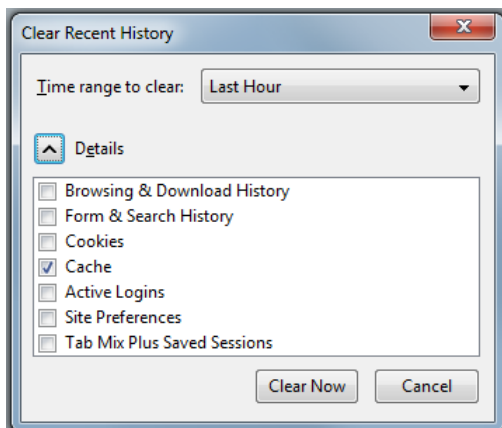 Clear Recent History
Time range to clear: Last Hour
Details
Browsing & Download History
Form & Search History
Cookies
Cache
Active Logins
Site Preferences
Tab Mix Plus Saved Sessions
Clear Now Cancel